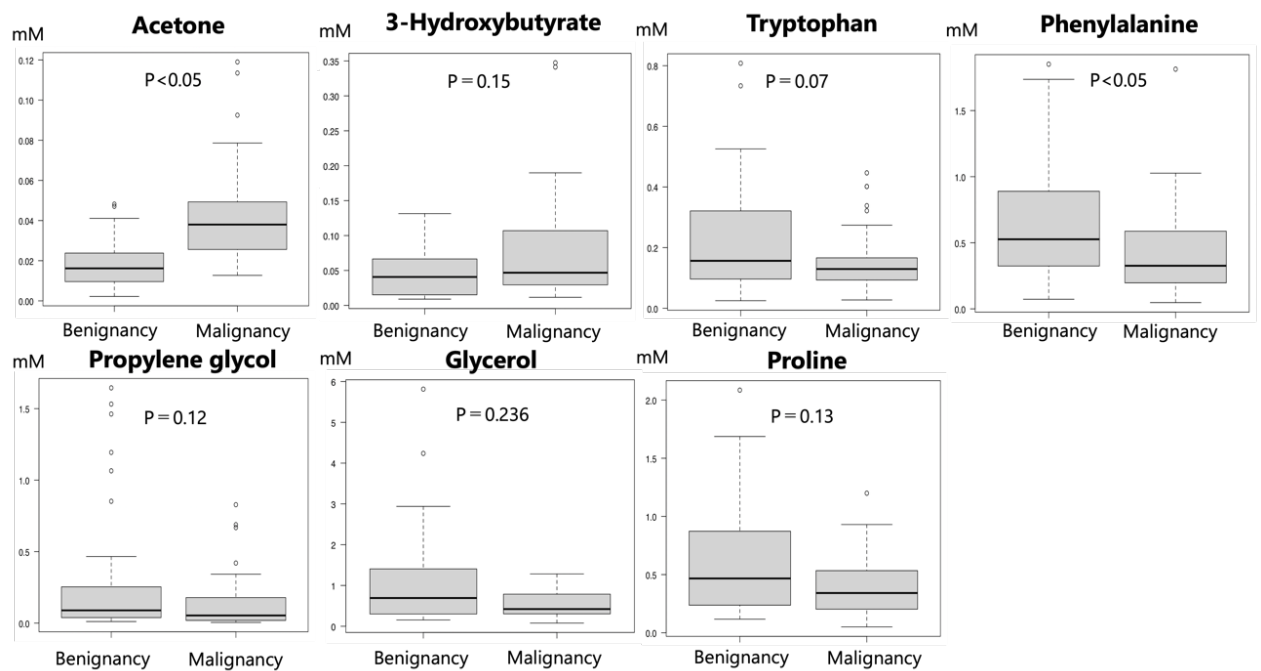 Acetone
mM
P<0.05
0.12
0.10
0.08
0.06
0.04
0.02
0.00
Benignancy Malignancy
3-Hydroxybutyrate
mM
P = 0.15
0.35
0.30
0.25
0.20
0.15
0.10
0.05
0.00
Benignancy Malignancy
Tryptophan
mM
P = 0.07
0.8
0.6
0.4
0.2
0.0
Benignancy Malignancy
Phenylalanine
mM
P<0.05
1.5
1.0
0.5
0.0
Benignancy Malignancy
Propylene glycol
mM
P = 0.12
1.5
1.0
0.5
0.0
Benignancy Malignancy
Glycerol
mM
P = 0.236
6
5
4
3
2
1
0
Benignancy Malignancy
Proline
mM
P = 0.13
2.0
1.5
1.0
0.5
0.0
Benignancy Malignancy